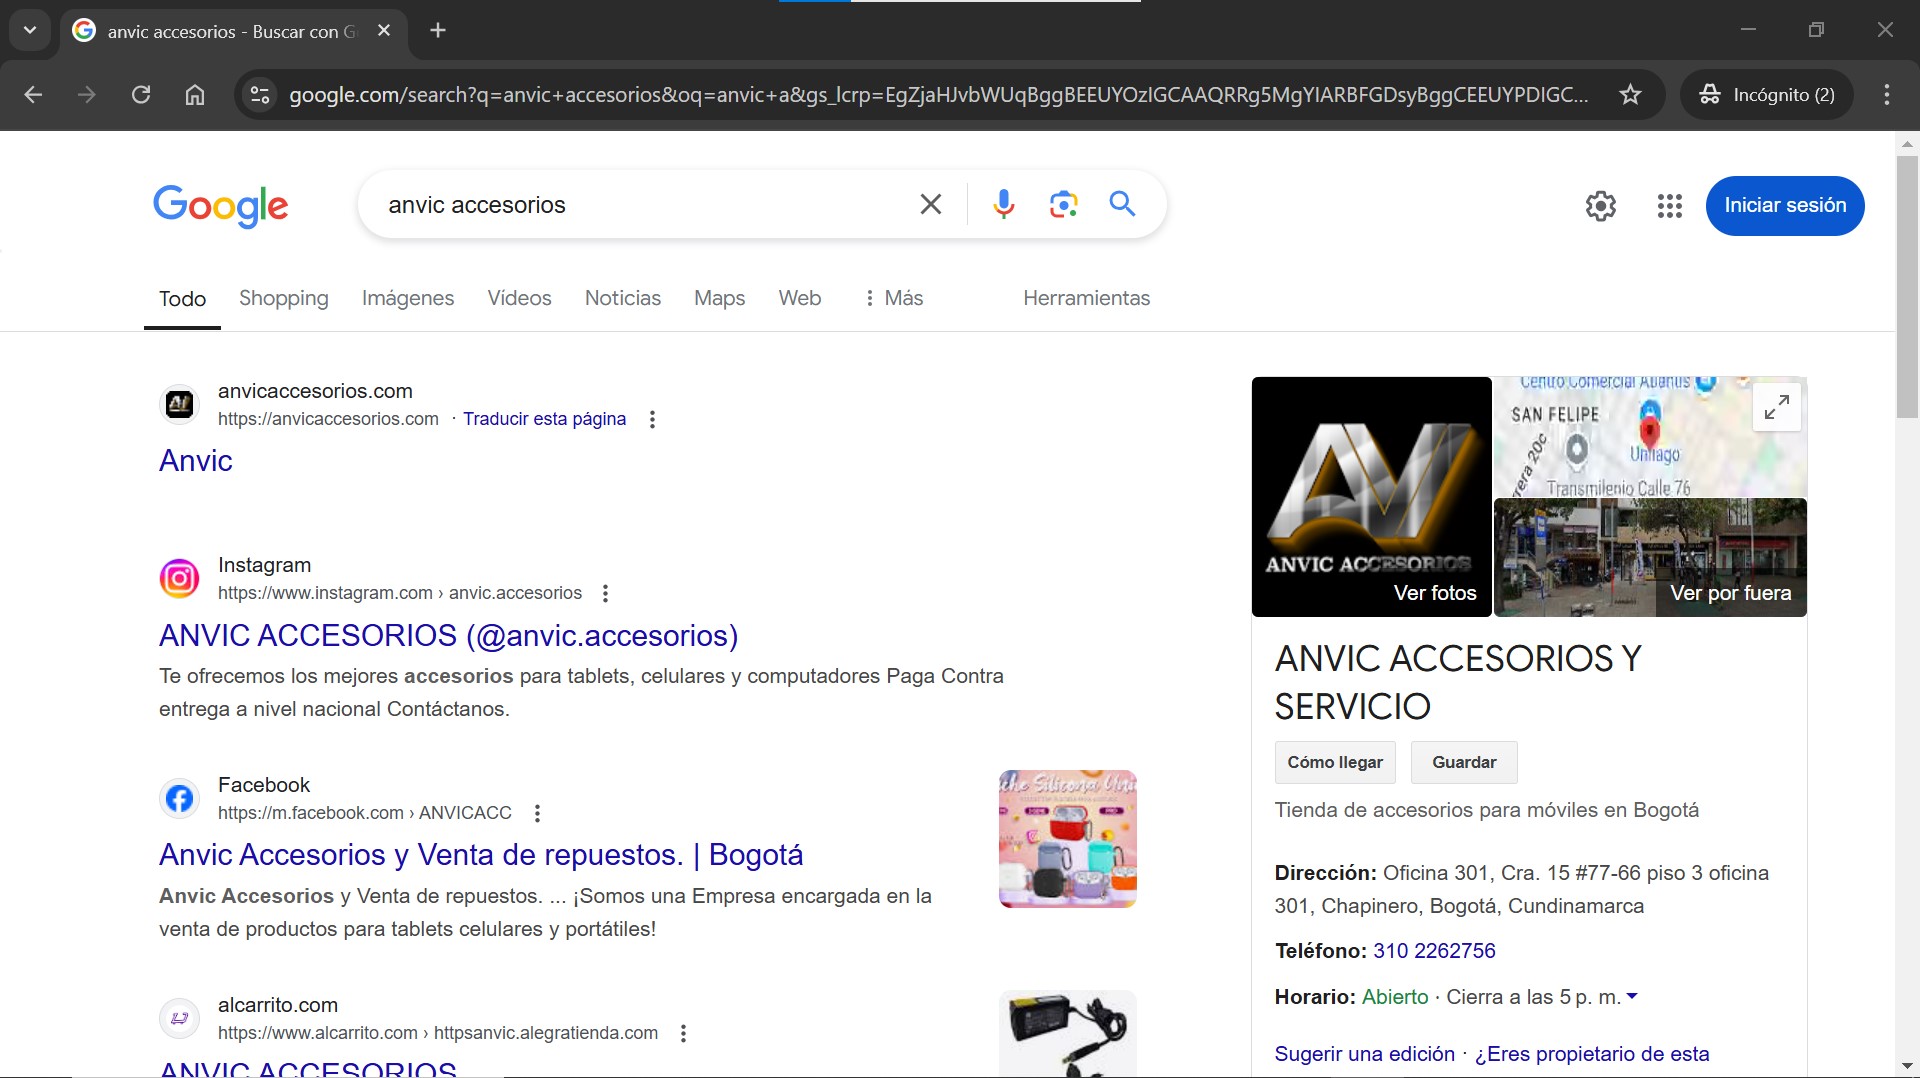 anvic accesorios - Buscar con G
google.com/search?q=anvic+accesorios&oq=anvic+a&gs_lcrp=EgZjaHJvbWUqBggBEEUYOzIGCAAQRRg5MgYIARBFGDsyBggCEEUYPDIGC...
Incógnito (2)
Google
anvic accesorios
Iniciar sesión
Todo
Shopping
Imágenes
Vídeos
Noticias
Maps
Web
Más
Herramientas
anvicaccesorios.com
https://anvicaccesorios.com · Traducir esta página
Anvic
Instagram
https://www.instagram.com › anvic.accesorios
ANVIC ACCESORIOS (@anvic.accesorios)
Te ofrecemos los mejores accesorios para tablets, celulares y computadores Paga Contra
entrega a nivel nacional Contáctanos.
Facebook
https://m.facebook.com › ANVICACC
Anvic Accesorios y Venta de repuestos. | Bogotá
Anvic Accesorios y Venta de repuestos. ... ¡Somos una Empresa encargada en la
venta de productos para tablets celulares y portátiles!
alcarrito.com
https://www.alcarrito.com › httpsanvic.alegratienda.com
ANVIC ACCESORIOS
AV
ANVIC ACCESORIOS
Ver fotos
Centro Comercial Atlantis
SAN FELIPE
Unilago
Transmilenio Calle 76
Ver por fuera
ANVIC ACCESORIOS Y
SERVICIO
Cómo llegar
Guardar
Tienda de accesorios para móviles en Bogotá
Dirección: Oficina 301, Cra. 15 #77-66 piso 3 oficina
301, Chapinero, Bogotá, Cundinamarca
Teléfono: 310 2262756
Horario: Abierto · Cierra a las 5 p. m.
Sugerir una edición · ¿Eres propietario de esta